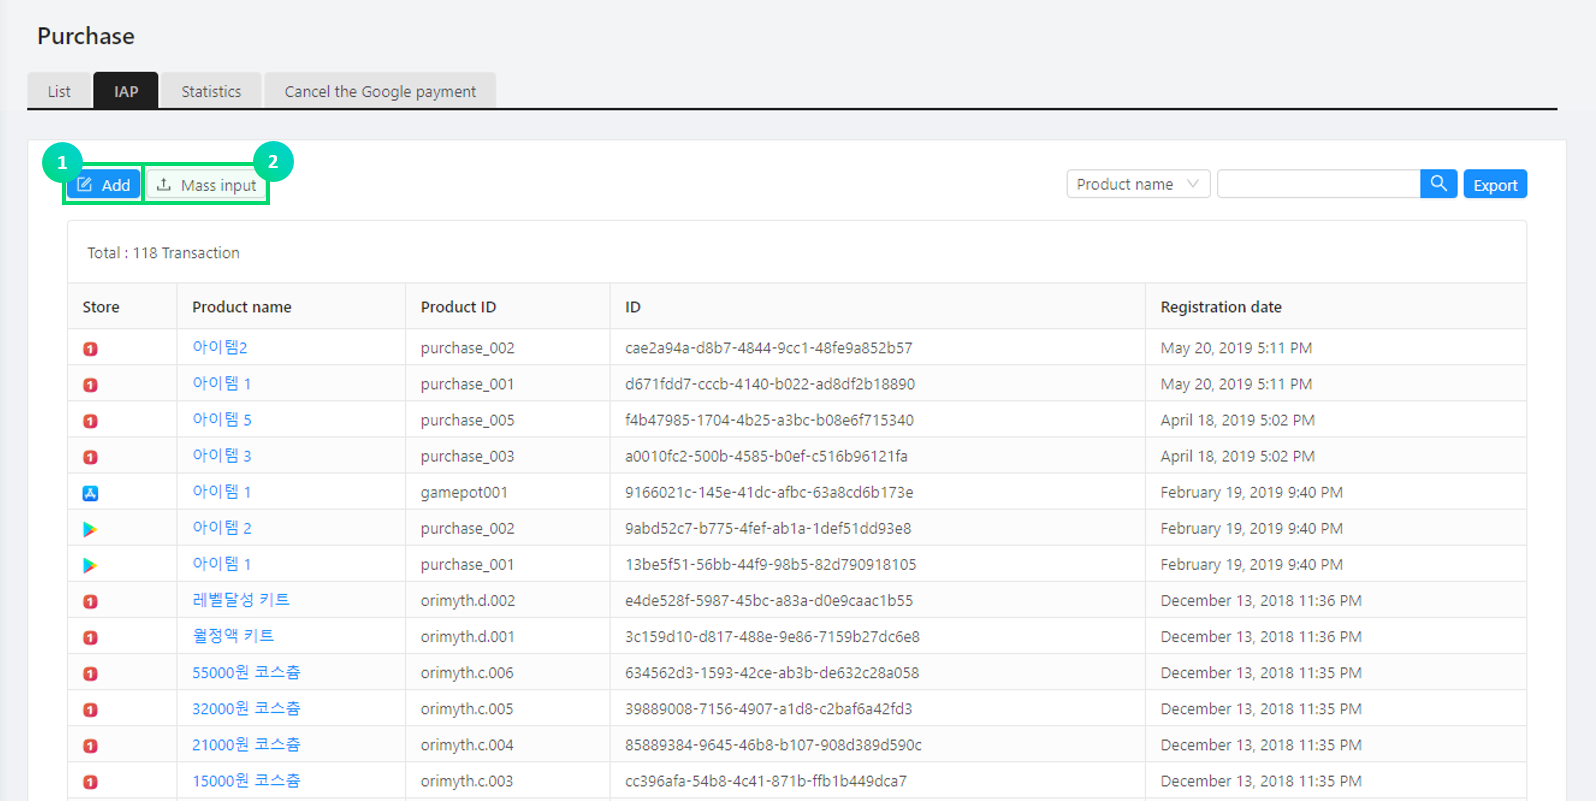 Purchase
List IAP Statistics Cancel the Google payment
1 2
Add Mass input Product name Export
Total : 118 Transaction
Store Product name Product ID ID Registration date
1 아이템2 purchase_002 cae2a94a-d8b7-4844-9cc1-48fe9a852b57 May 20, 2019 5:11 PM
1 아이템 1 purchase_001 d671fdd7-cccb-4140-b022-ad8df2b18890 May 20, 2019 5:11 PM
1 아이템 5 purchase_005 f4b47985-1704-4b25-a3bc-b08e6f715340 April 18, 2019 5:02 PM
1 아이템 3 purchase_003 a0010fc2-500b-4585-b0ef-c516b96121fa April 18, 2019 5:02 PM
아이템 1 gamepot001 9166021c-145e-41dc-afbc-63a8cd6b173e February 19, 2019 9:40 PM
아이템 2 purchase_002 9abd52c7-b775-4fef-ab1a-1def51dd93e8 February 19, 2019 9:40 PM
아이템 1 purchase_001 13be5f51-56bb-44f9-98b5-82d790918105 February 19, 2019 9:40 PM
1 레벨달성 키트 orimyth.d.002 e4de528f-5987-45bc-a83a-d0e9caac1b55 December 13, 2018 11:36 PM
1 월정액 키트 orimyth.d.001 3c159d10-d817-488e-9e86-7159b27dc6e8 December 13, 2018 11:36 PM
1 55000원 코스츔 orimyth.c.006 634562d3-1593-42ce-ab3b-de632c28a058 December 13, 2018 11:35 PM
1 32000원 코스츔 orimyth.c.005 39889008-7156-4907-a1d8-c2baf6a42fd3 December 13, 2018 11:35 PM
1 21000원 코스츔 orimyth.c.004 85889384-9645-46b8-b107-908d389d590c December 13, 2018 11:35 PM
1 15000원 코스츔 orimyth.c.003 cc396afa-54b8-4c41-871b-ffb1b449dca7 December 13, 2018 11:35 PM